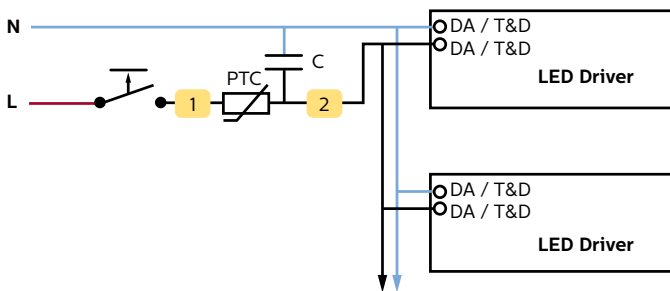 N
DA / T&D
DA / T&D
C
PTC
LED Driver
L
1
2
DA / T&D
DA / T&D
LED Driver